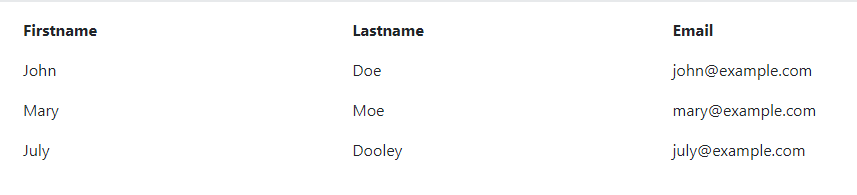 Firstname Lastname Email
John Doe john@example.com
Mary Moe mary@example.com
July Dooley july@example.com